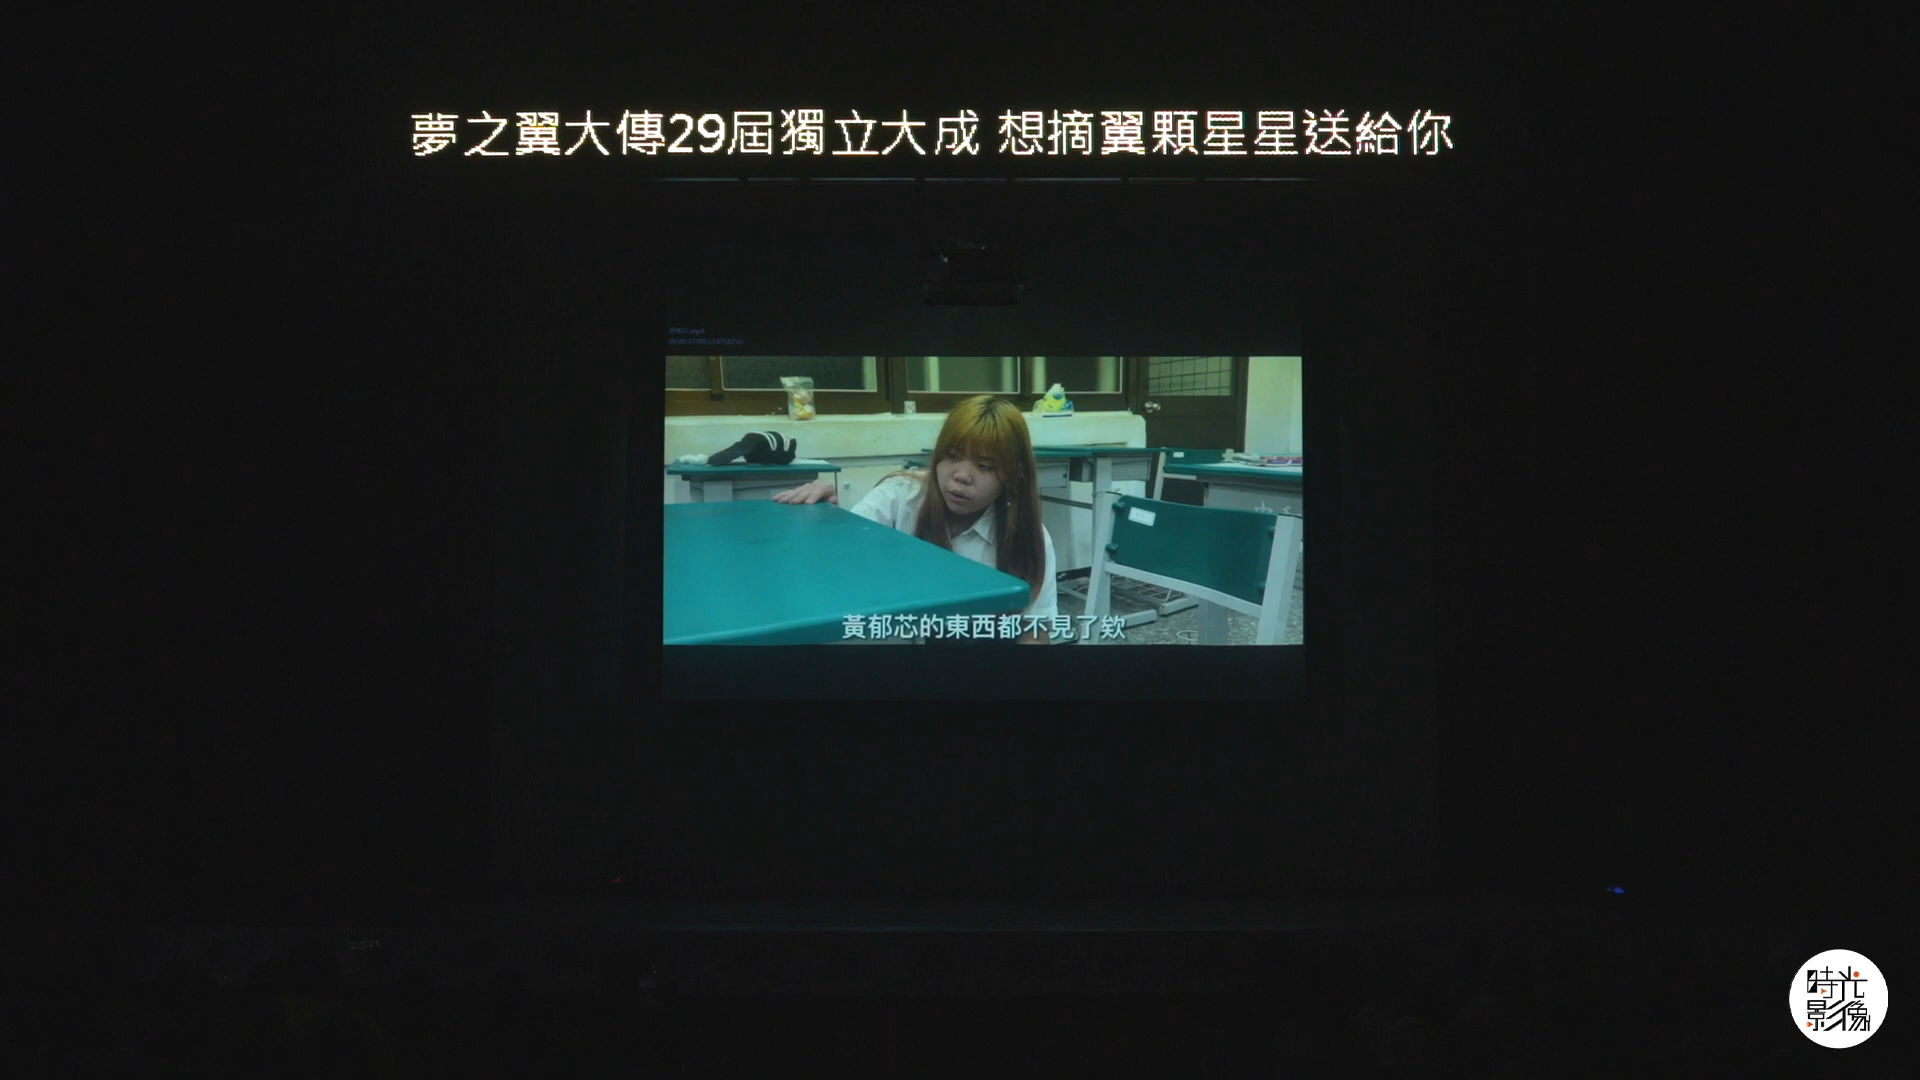 夢之翼大傳29屆獨立大成 想摘翼顆星星送給你
黃郁芯的東西都不見了欸
時光
影像